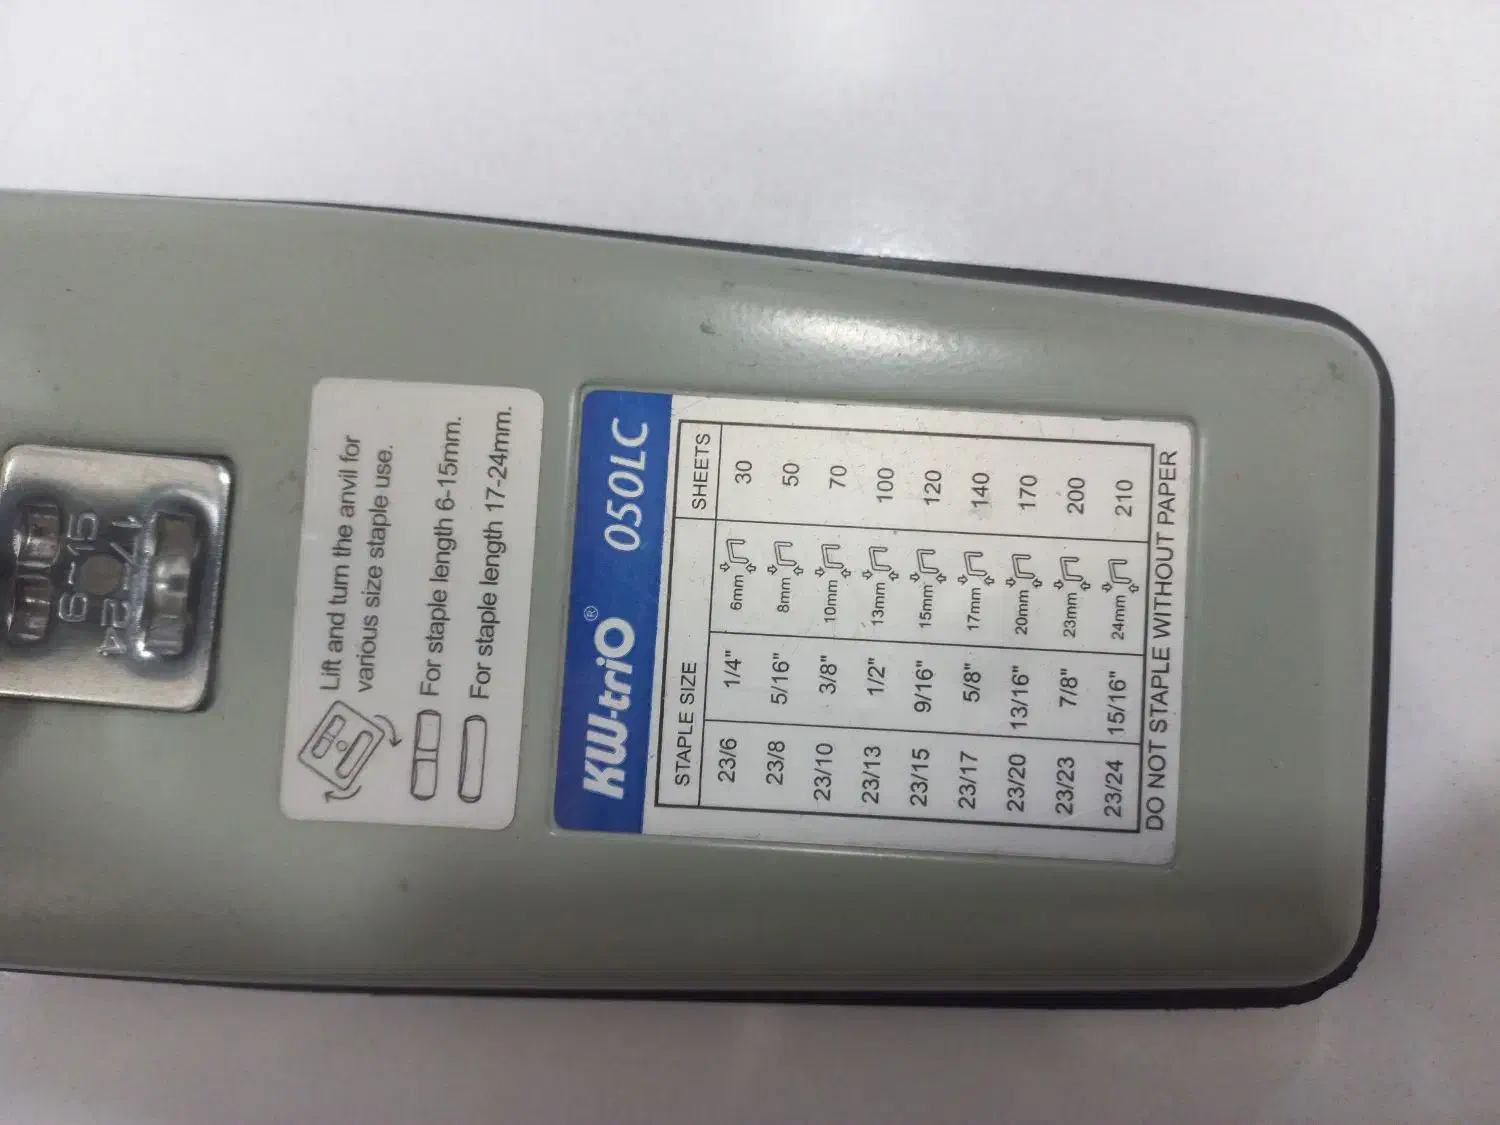 6-15
17-24
Lift and turn the anvil for
various size staple use.
For staple length 6-15mm.
For staple length 17-24mm.
KW-triO® 050LC
STAPLE SIZE SHEETS
23/6 1/4" 6mm 30
23/8 5/16" 8mm 50
23/10 3/8" 10mm 70
23/13 1/2" 13mm 100
23/15 9/16" 15mm 120
23/17 5/8" 17mm 140
23/20 13/16" 20mm 170
23/23 7/8" 23mm 200
23/24 15/16" 24mm 210
DO NOT STAPLE WITHOUT PAPER